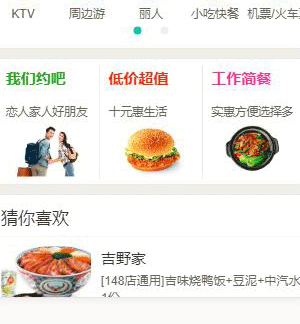 KTV 周边游 丽人 小吃快餐 机票/火车
我们约吧 低价超值 工作简餐
恋人家人好朋友 十元惠生活 实惠方便选择多
猜你喜欢
吉野家
[148店通用]吉味烧鸭饭+豆泥+中汽水
1份